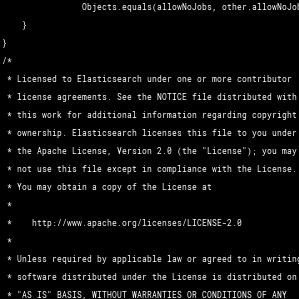 Objects.equals(allowNoJobs, other.allowNoJob
}
}
/*
* Licensed to Elasticsearch under one or more contributor
* license agreements. See the NOTICE file distributed with
* this work for additional information regarding copyright
* ownership. Elasticsearch licenses this file to you under
* the Apache License, Version 2.0 (the "License"); you may
* not use this file except in compliance with the License.
* You may obtain a copy of the License at
*
*    http://www.apache.org/licenses/LICENSE-2.0
*
* Unless required by applicable law or agreed to in writing
* software distributed under the License is distributed on
* "AS IS" BASIS, WITHOUT WARRANTIES OR CONDITIONS OF ANY